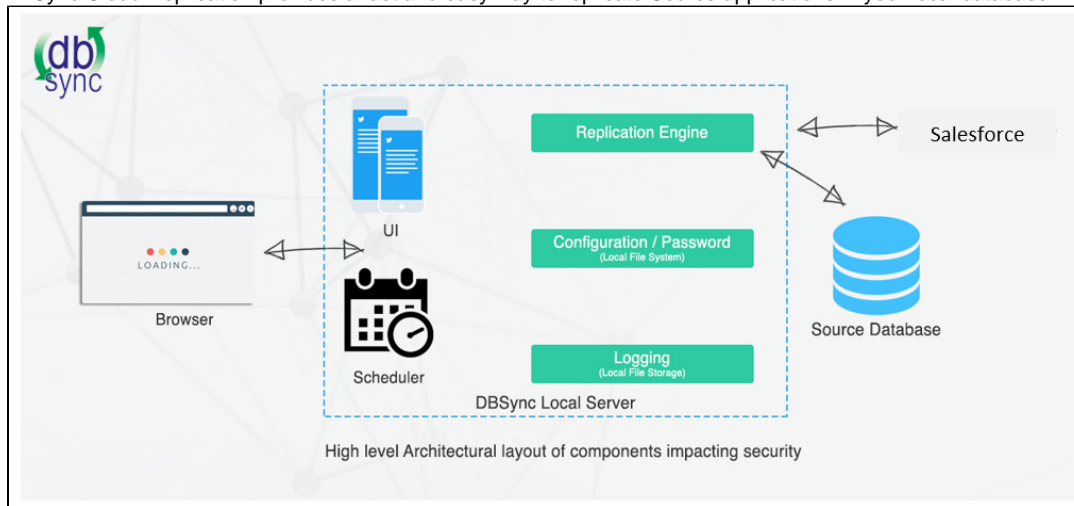 db
sync
UI
Scheduler
LOADING...
Browser
Replication Engine
Configuration / Password
(Local File System)
Logging
(Local File Storage)
DBSync Local Server
Salesforce
Source Database
High level Architectural layout of components impacting security